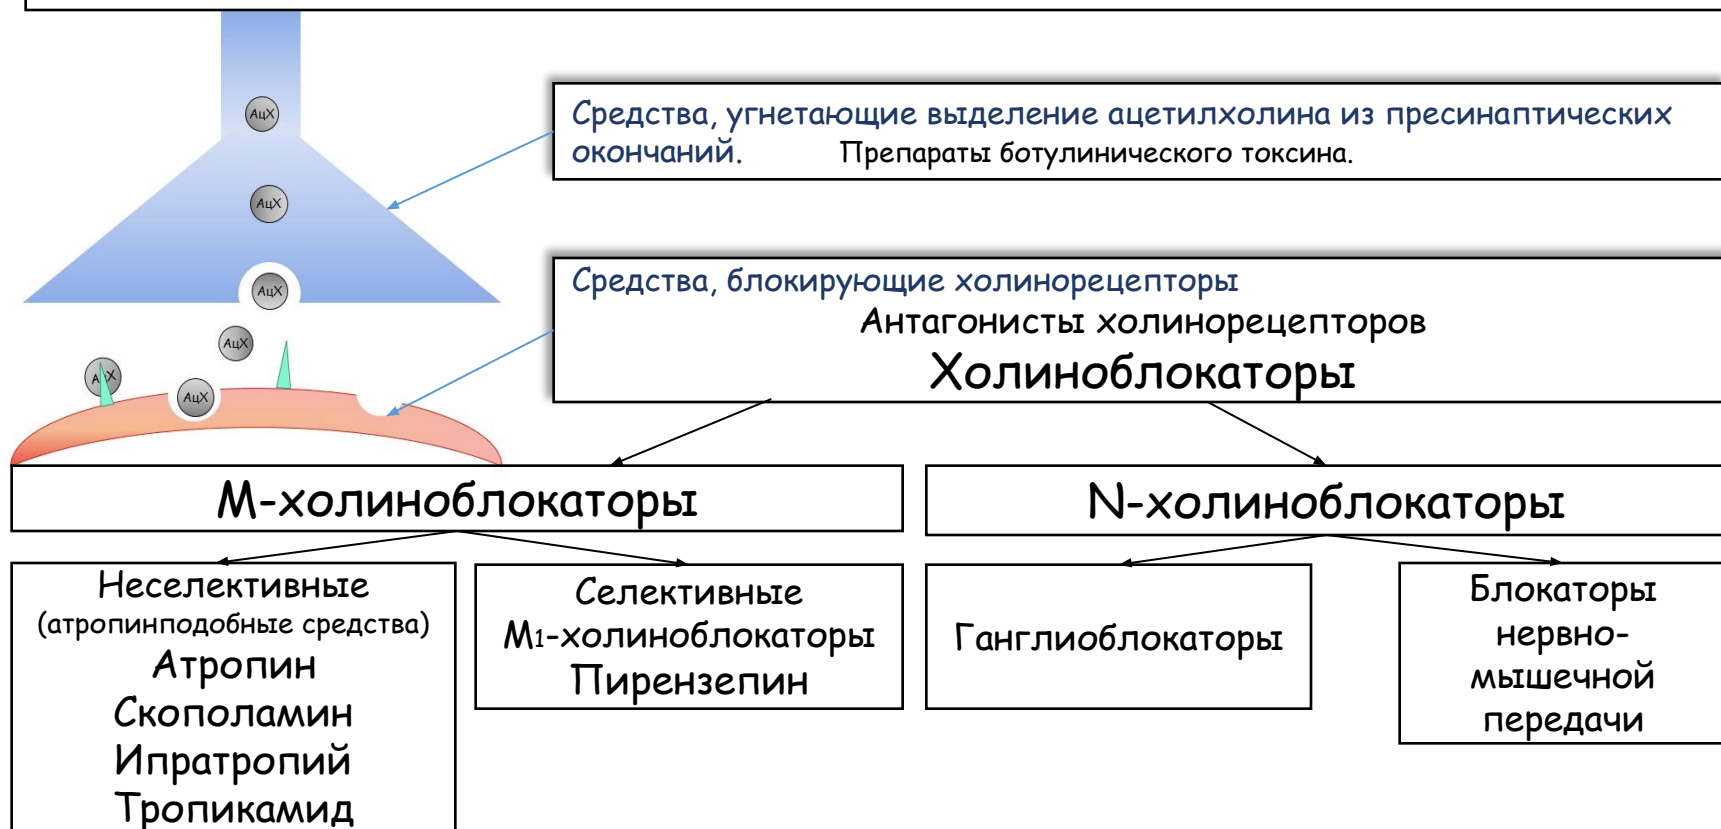 АцХ
АцХ
АцХ
АцХ
АцХ
АцХ
Средства, угнетающие выделение ацетилхолина из пресинаптических
окончаний. Препараты ботулинического токсина.
Средства, блокирующие холинорецепторы
Антагонисты холинорецепторов
Холиноблокаторы
М-холиноблокаторы
N-холиноблокаторы
Неселективные
(атропинподобные средства)
Атропин
Скополамин
Ипратропий
Тропикамид
Селективные
М1-холиноблокаторы
Пирензепин
Ганглиоблокаторы
Блокаторы
нервно-
мышечной
передачи